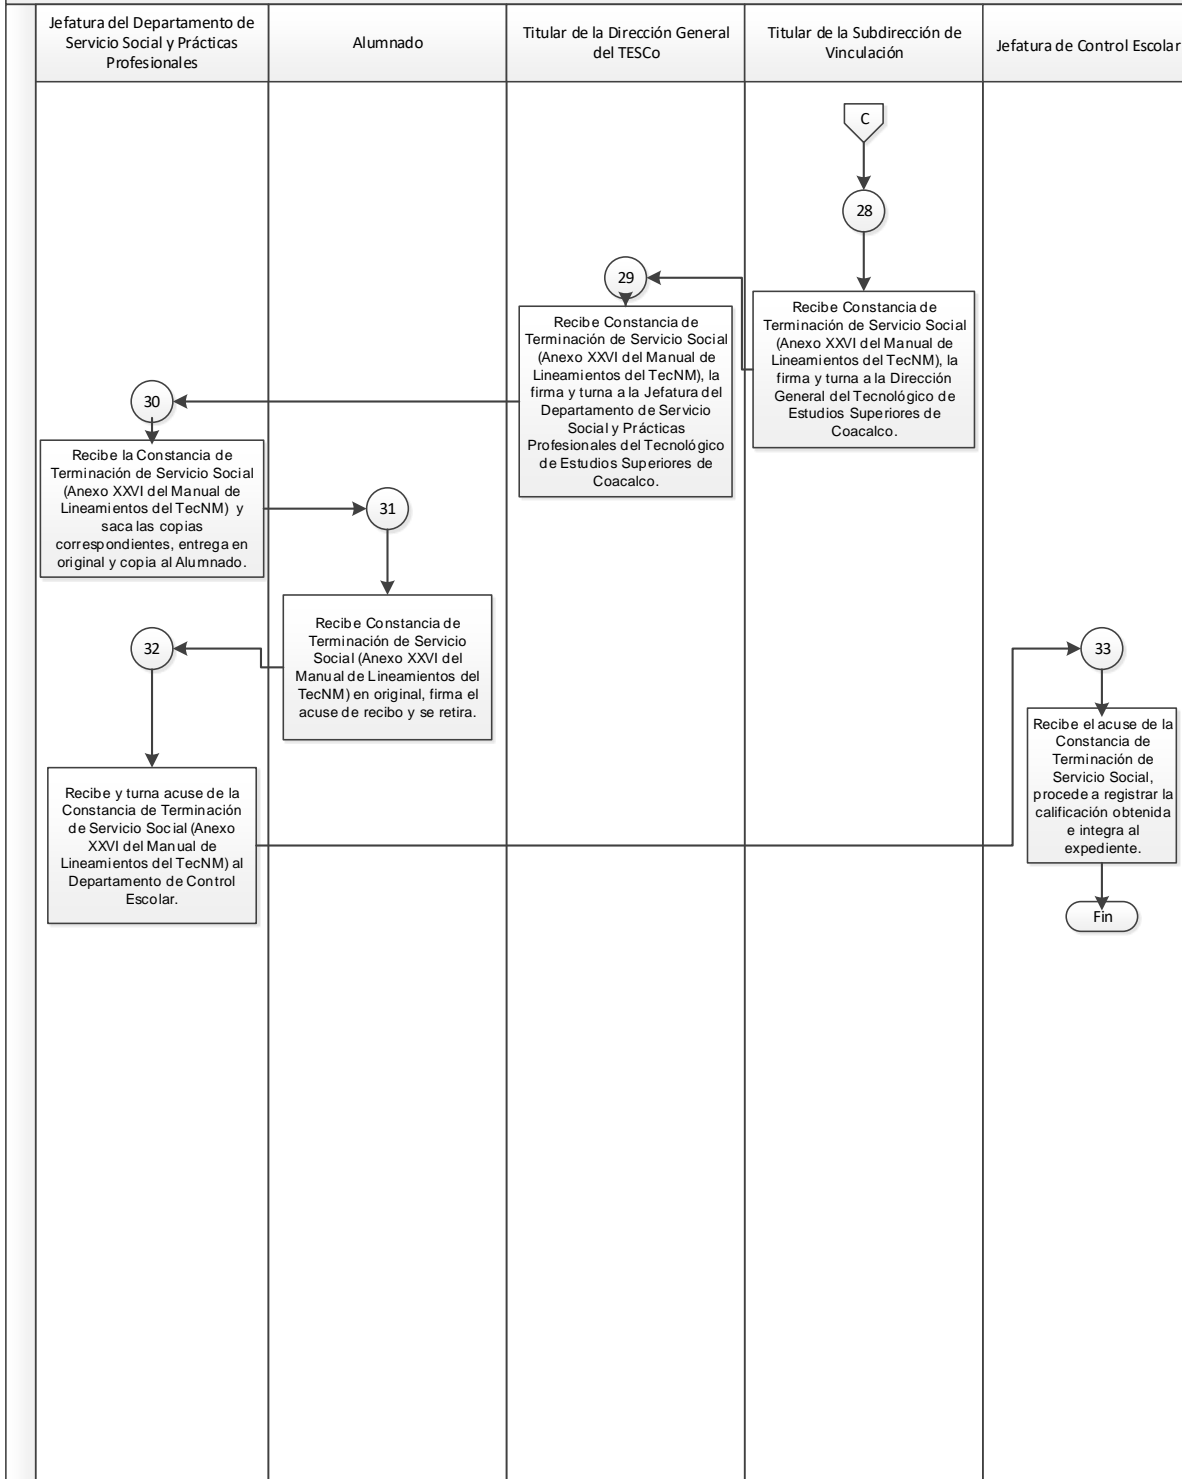 Jefatura del Departamento de
Servicio Social y Prácticas
Profesionales
Alumnado
Titular de la Dirección General
del TESCo
Titular de la Subdirección de
Vinculación
Jefatura de Control Escolar
C
28
Recibe Constancia de
Terminación de Servicio Social
(Anexo XXVI del Manual de
Lineamientos del TecNM), la
firma y turna a la Dirección
General del Tecnológico de
Estudios Superiores de
Coacalco.
29
Recibe Constancia de
Terminación de Servicio Social
(Anexo XXVI del Manual de
Lineamientos del TecNM), la
firma y turna a la Jefatura del
Departamento de Servicio
Social y Prácticas
Profesionales del Tecnológico
de Estudios Superiores de
Coacalco.
30
Recibe la Constancia de
Terminación de Servicio Social
(Anexo XXVI del Manual de
Lineamientos del TecNM) y
saca las copias
correspondientes, entrega en
original y copia al Alumnado.
31
Recibe Constancia de
Terminación de Servicio
Social (Anexo XXVI del
Manual de Lineamientos del
TecNM) en original, firma el
acuse de recibo y se retira.
32
Recibe y turna acuse de la
Constancia de Terminación
de Servicio Social (Anexo
XXVI del Manual de
Lineamientos del TecNM) al
Departamento de Control
Escolar.
33
Recibe el acuse de la
Constancia de
Terminación de
Servicio Social,
procede a registrar la
calificación obtenida
e integra al
expediente.
Fin